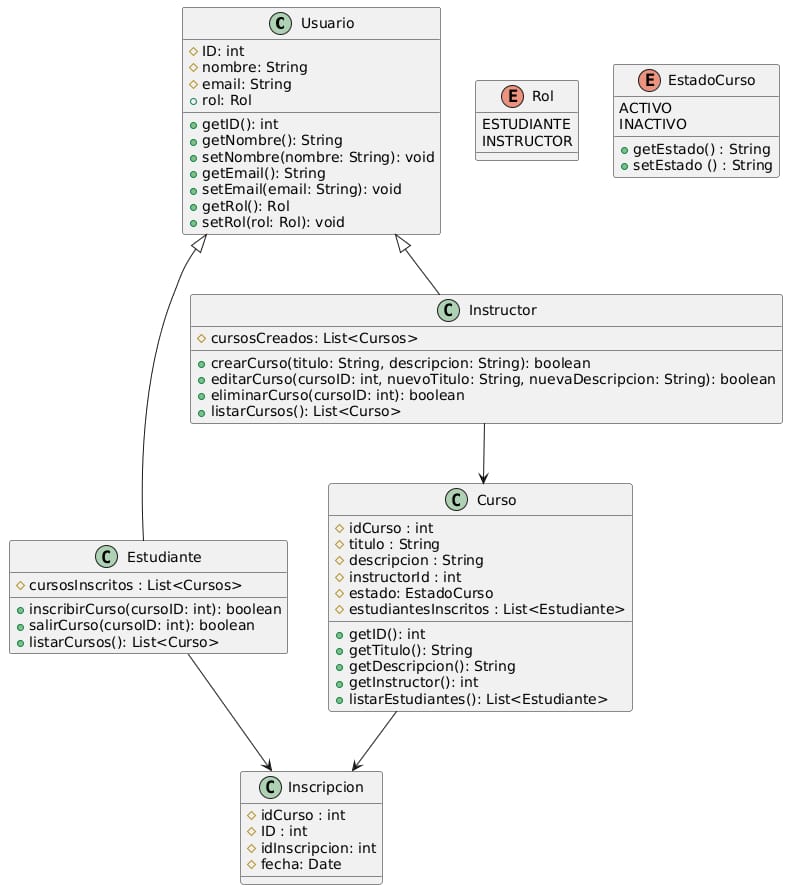 C Usuario
ID: int
nombre: String
email: String
rol: Rol
getID(): int
getNombre(): String
setNombre(nombre: String): void
getEmail(): String
setEmail(email: String): void
getRol(): Rol
setRol(rol: Rol): void
E Rol
ESTUDIANTE
INSTRUCTOR
E EstadoCurso
ACTIVO
INACTIVO
getEstado() : String
setEstado () : String
C Instructor
cursosCreados: List<Cursos>
crearCurso(titulo: String, descripcion: String): boolean
editarCurso(cursoID: int, nuevoTitulo: String, nuevaDescripcion: String): boolean
eliminarCurso(cursoID: int): boolean
listarCursos(): List<Curso>
C Estudiante
cursosInscritos : List<Cursos>
inscribirCurso(cursoID: int): boolean
salirCurso(cursoID: int): boolean
listarCursos(): List<Curso>
C Curso
idCurso : int
titulo : String
descripcion : String
instructorId : int
estado: EstadoCurso
estudiantesInscritos : List<Estudiante>
getID(): int
getTitulo(): String
getDescripcion(): String
getInstructor(): int
listarEstudiantes(): List<Estudiante>
C Inscripcion
idCurso : int
ID : int
idInscripcion: int
fecha: Date